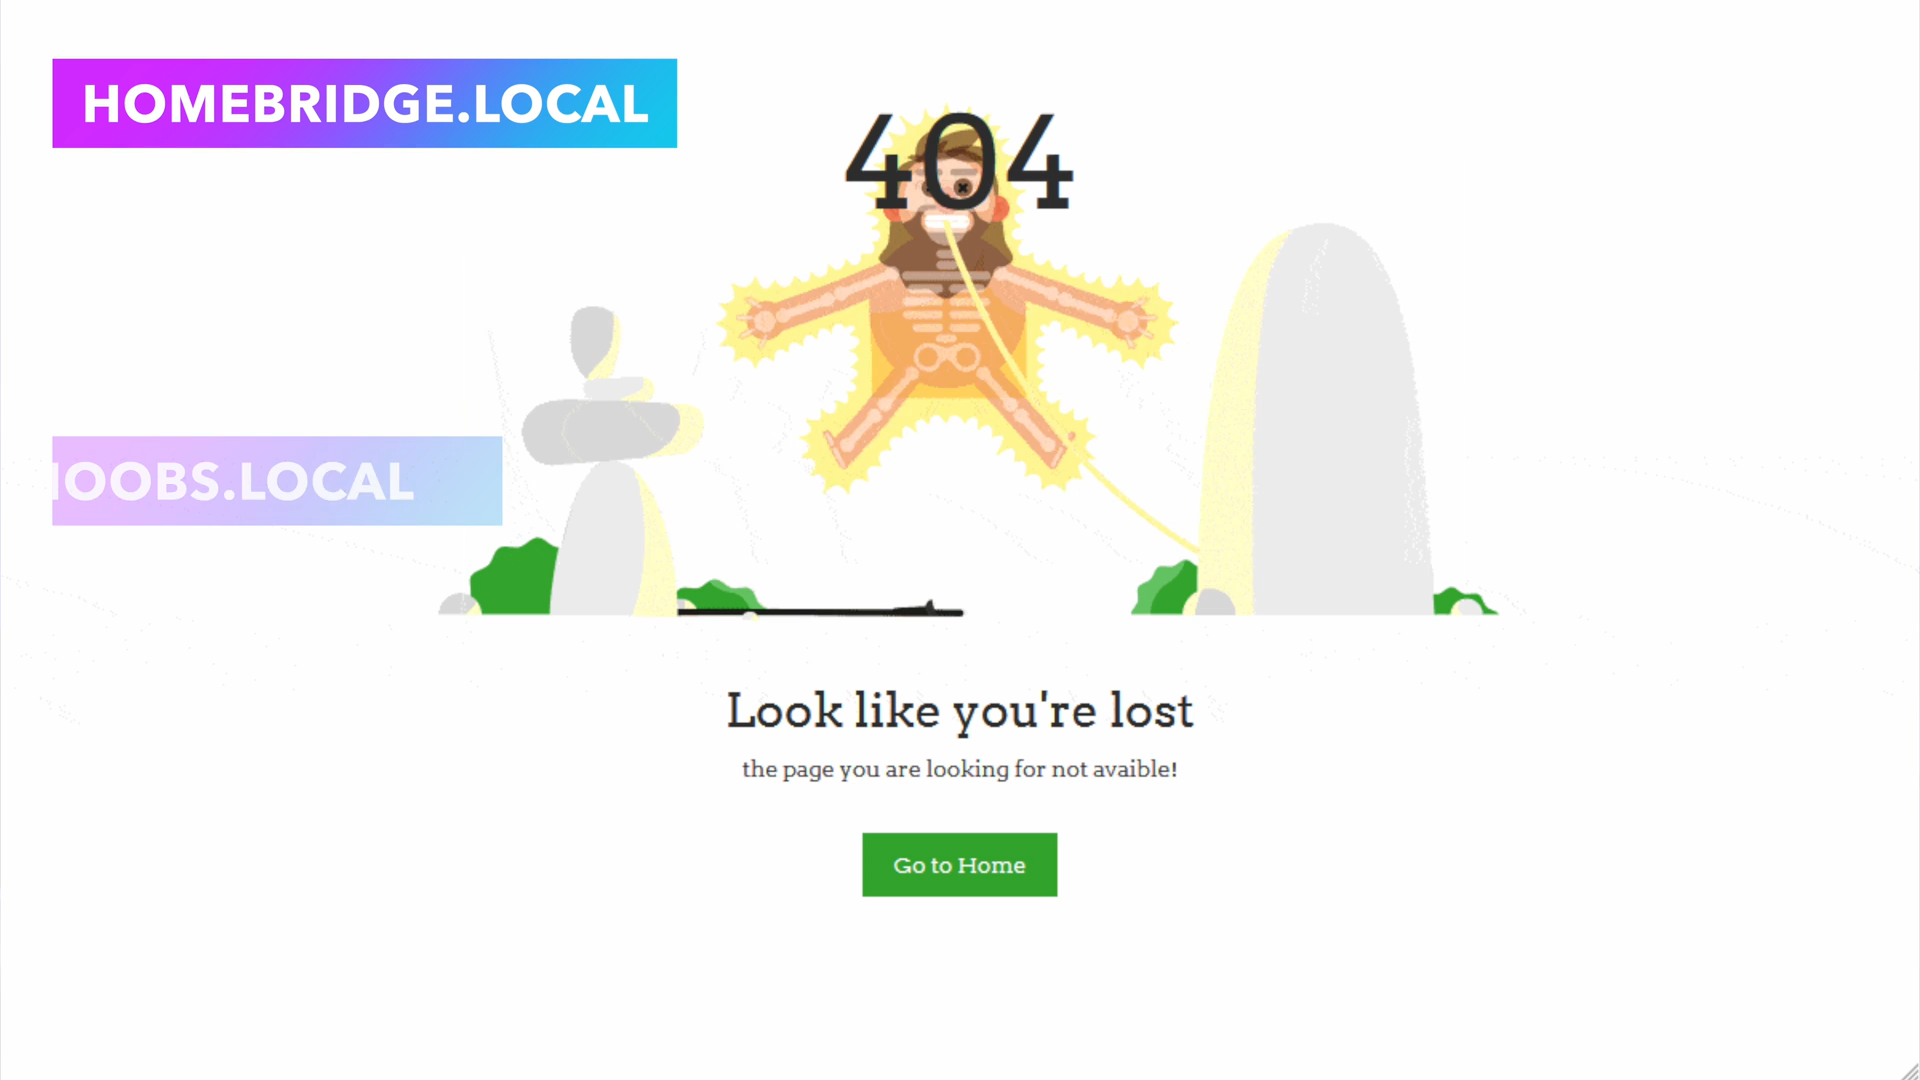 HOMEBRIDGE.LOCAL
404
OOBS.LOCAL
Look like you're lost
the page you are looking for not avaible!
Go to Home